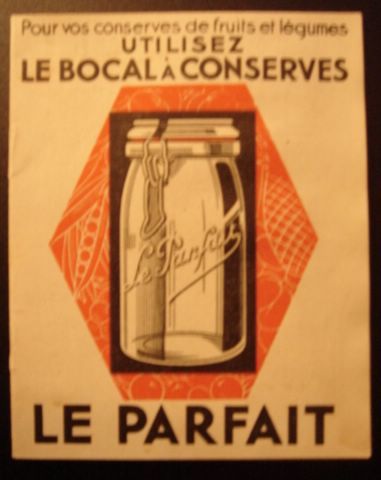 Pour vos conserves de fruits et légumes
UTILISEZ
LE BOCAL À CONSERVES
Le Parfait
LE PARFAIT